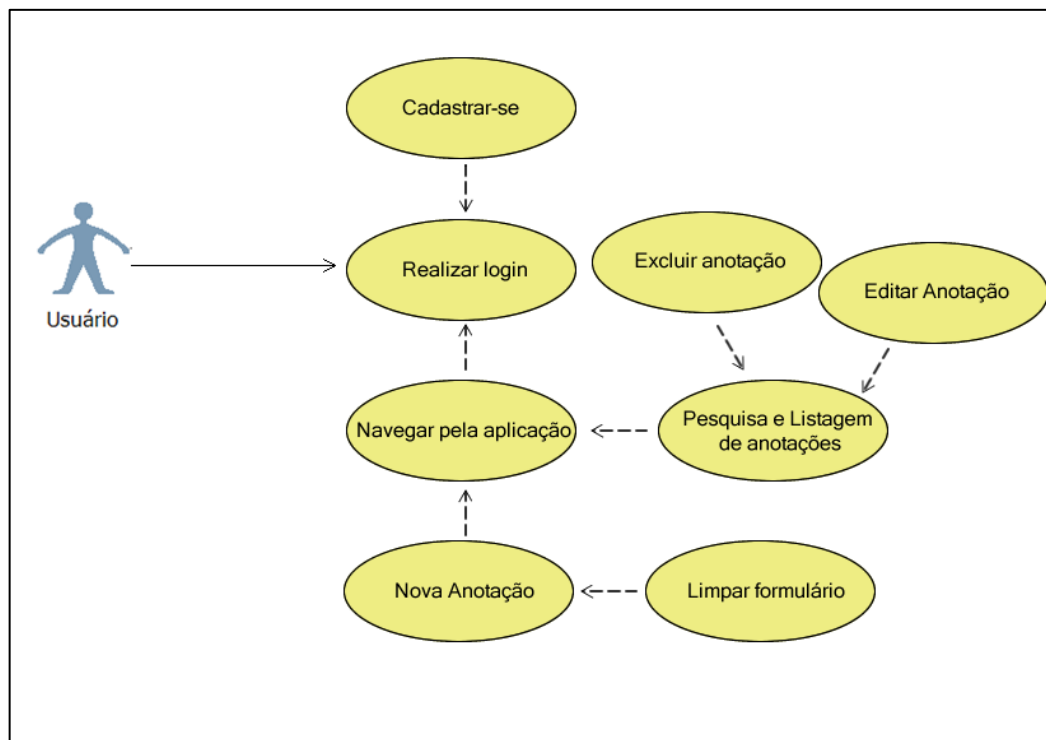 Cadastrar-se
Realizar login
Excluir anotação
Editar Anotação
Usuário
Navegar pela aplicação
Pesquisa e Listagem
de anotações
Nova Anotação
Limpar formulário